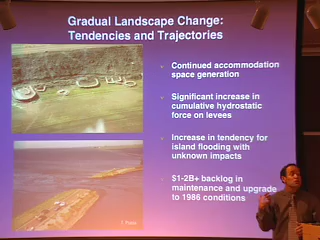 Gradual Landscape Change:
Tendencies and Trajectories
Continued accommodation
space generation
Significant increase in
cumulative hydrostatic
force on levees
Increase in tendency for
island flooding with
unknown impacts
$1-2B+ backlog in
maintenance and upgrade
to 1986 conditions